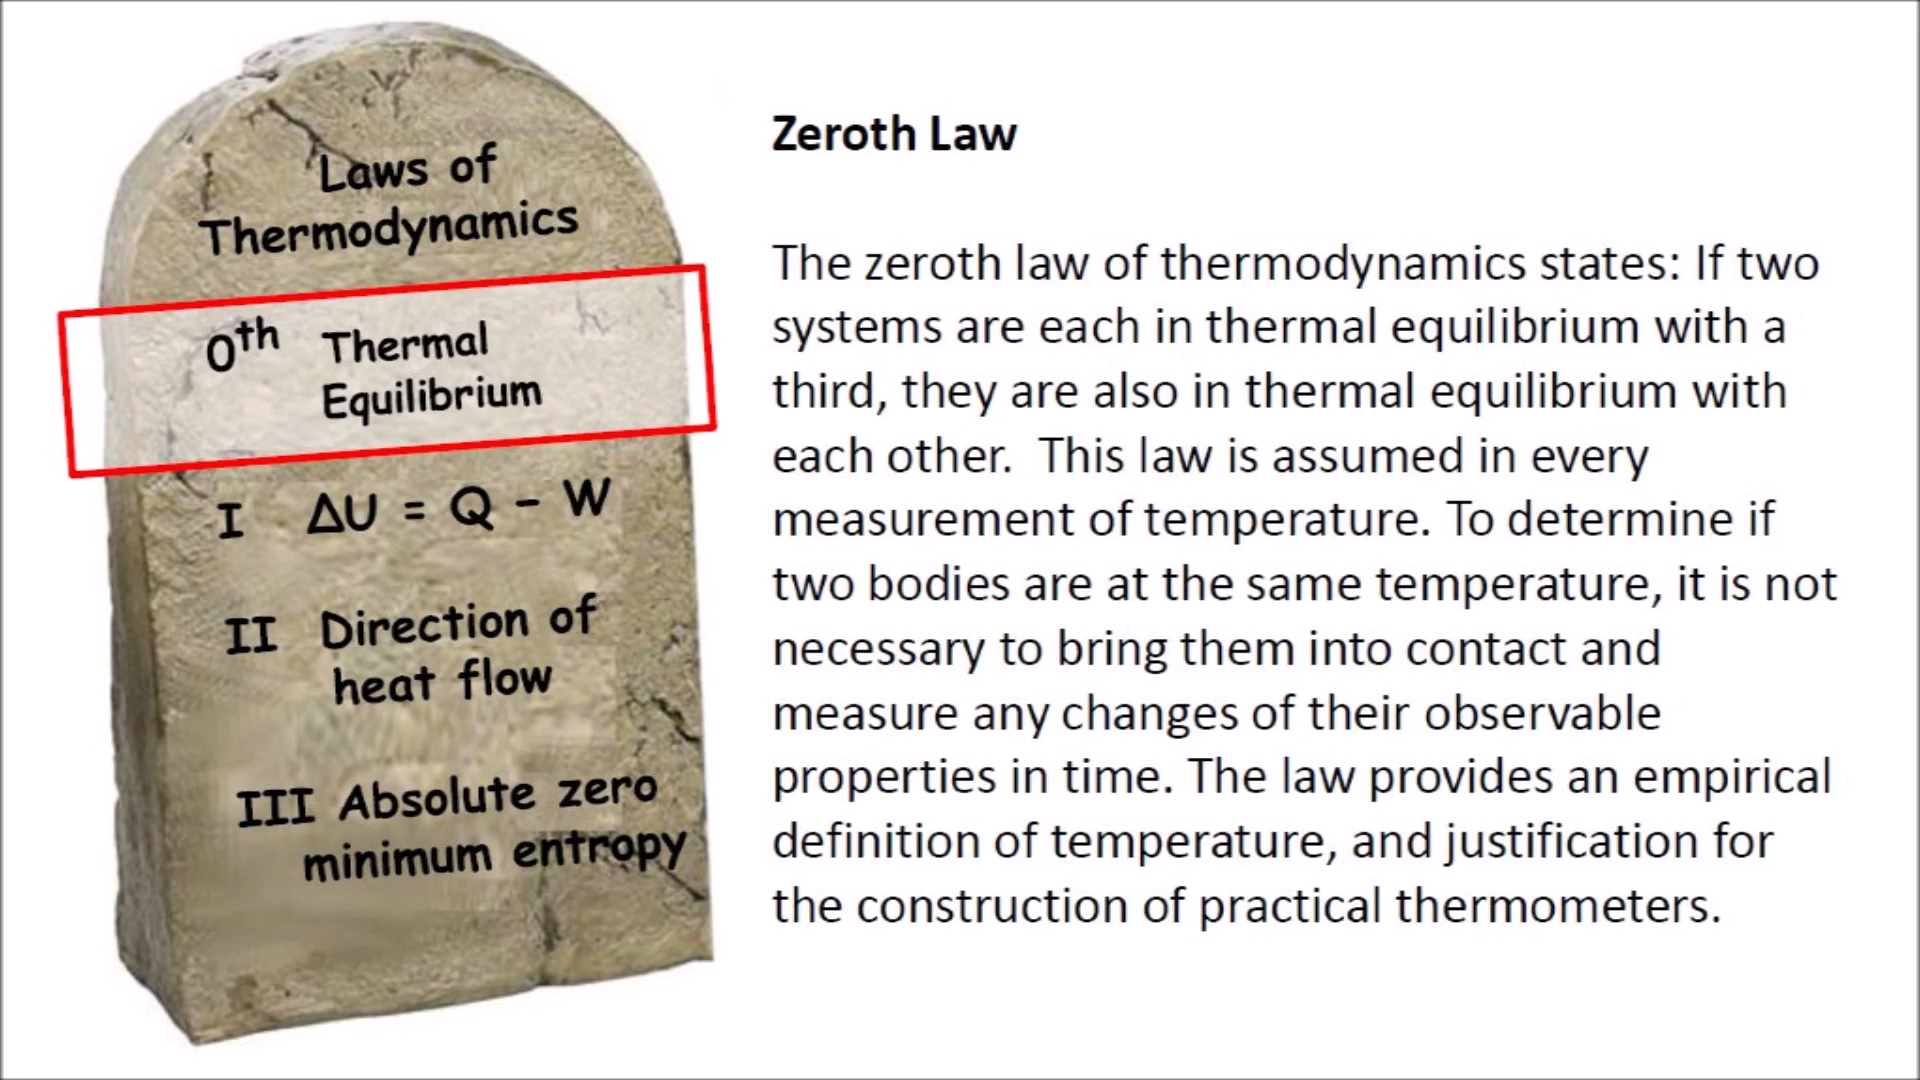 Laws of
Thermodynamics
0th Thermal
Equilibrium
I ΔU = Q - W
II Direction of
heat flow
III Absolute zero
minimum entropy
Zeroth Law
The zeroth law of thermodynamics states: If two
systems are each in thermal equilibrium with a
third, they are also in thermal equilibrium with
each other.  This law is assumed in every
measurement of temperature. To determine if
two bodies are at the same temperature, it is not
necessary to bring them into contact and
measure any changes of their observable
properties in time. The law provides an empirical
definition of temperature, and justification for
the construction of practical thermometers.